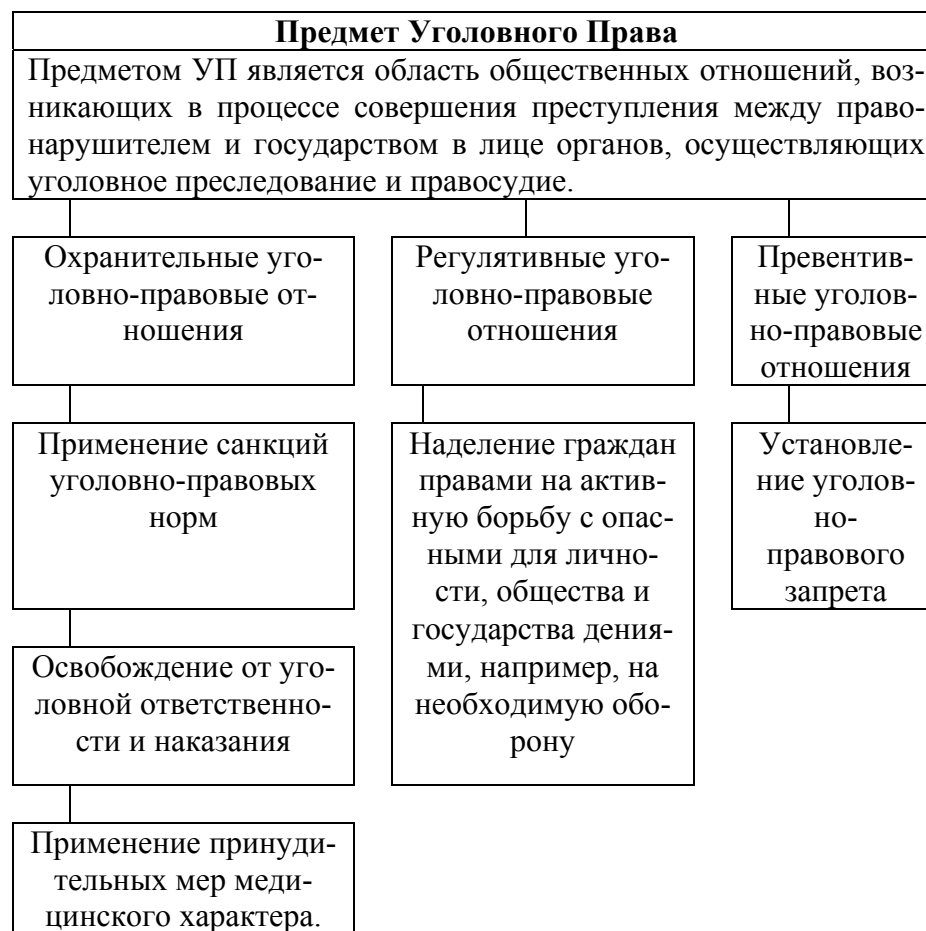 Предмет Уголовного Права
Предметом УП является область общественных отношений, воз-
никающих в процессе совершения преступления между право-
нарушителем и государством в лице органов, осуществляющих
уголовное преследование и правосудие.
Охранительные уго-
ловно-правовые от-
ношения
Регулятивные уго-
ловно-правовые
отношения
Превентив-
ные уголов-
но-правовые
отношения
Применение санкций
уголовно-правовых
норм
Наделение граждан
правами на актив-
ную борьбу с опас-
ными для лично-
сти, общества и
государства дения-
ми, например, на
необходимую обо-
рону
Установле-
ние уголов-
но-
правового
запрета
Освобождение от уго-
ловной ответственно-
сти и наказания
Применение принуди-
тельных мер меди-
цинского характера.